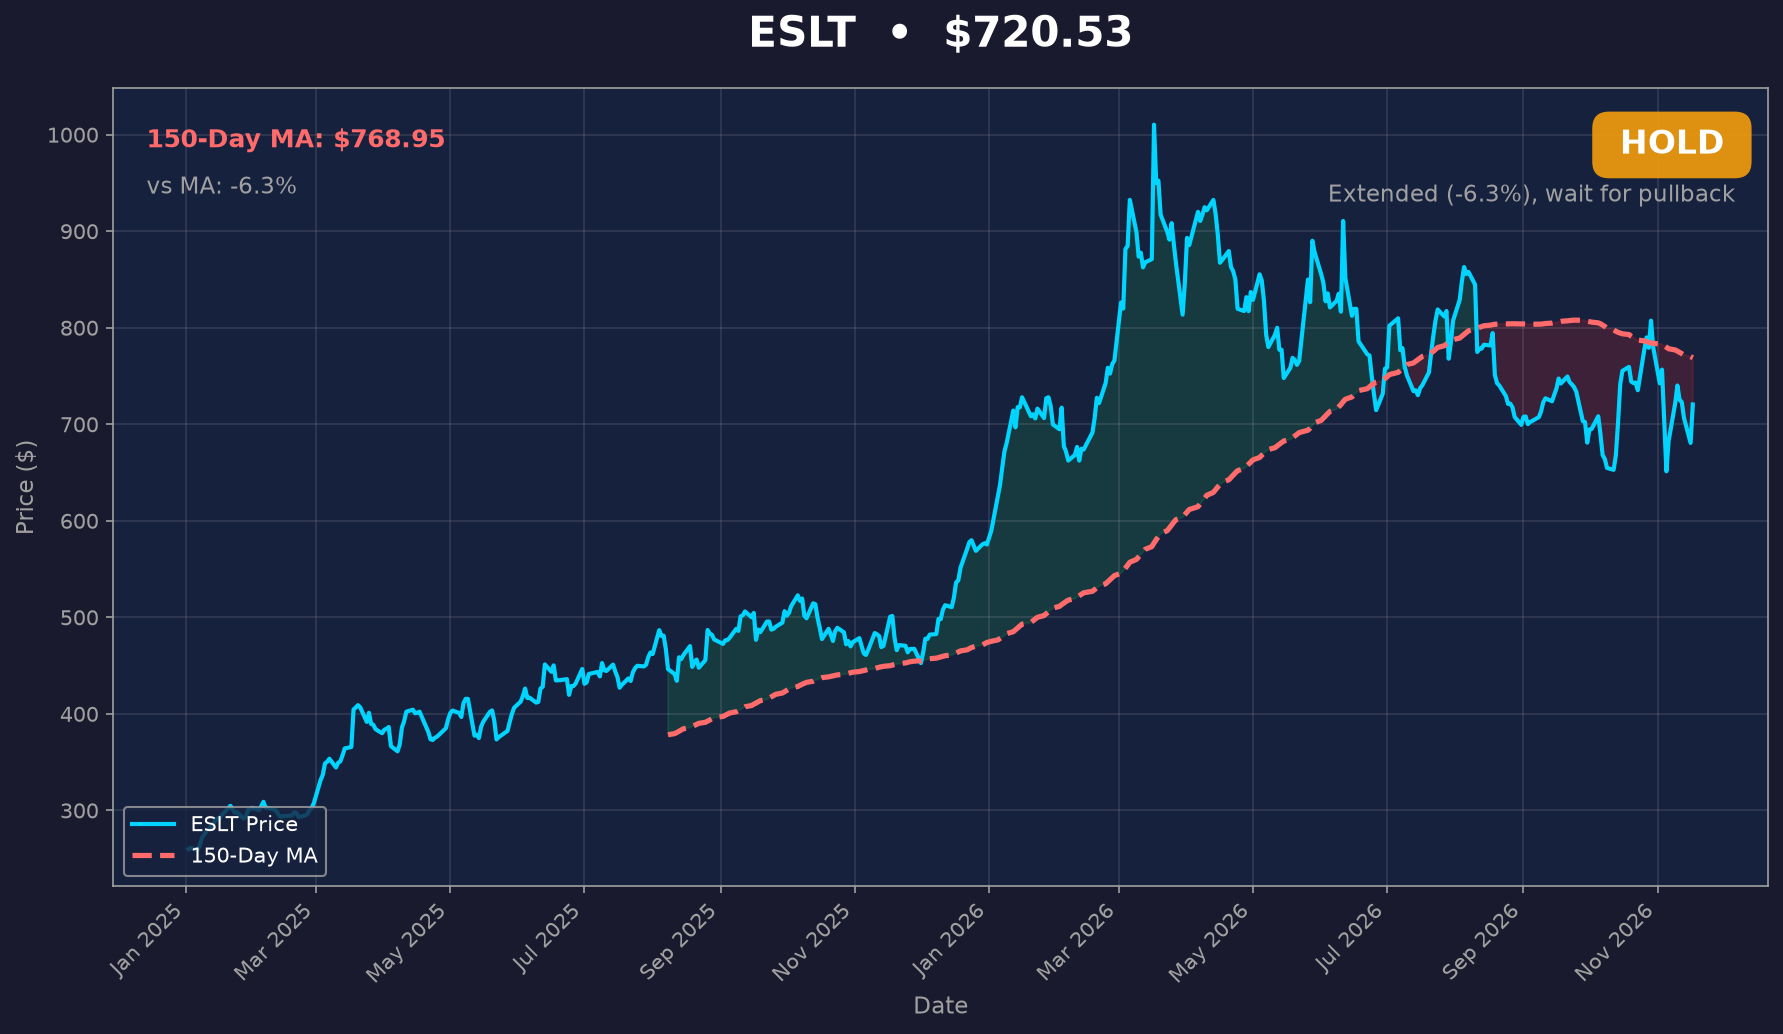 ESLT • $720.53
150-Day MA: $768.95
vs MA: -6.3%
HOLD
Extended (-6.3%), wait for pullback
Price ($)
1000
900
800
700
600
500
400
300
ESLT Price
150-Day MA
Jan 2025
Mar 2025
May 2025
Jul 2025
Sep 2025
Nov 2025
Jan 2026
Mar 2026
May 2026
Jul 2026
Sep 2026
Nov 2026
Date